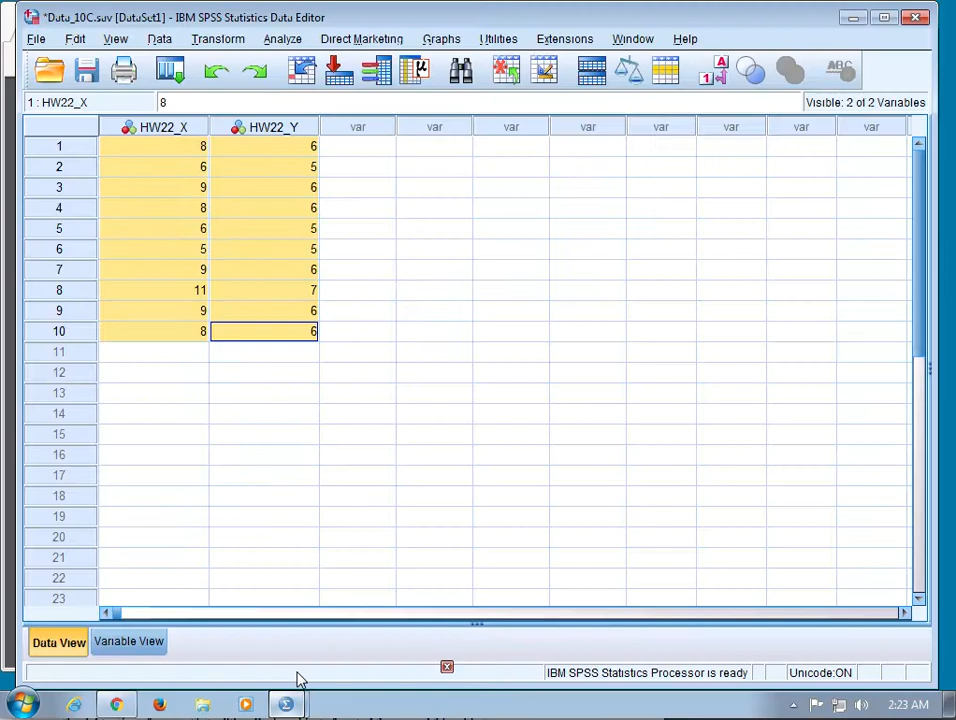 *Data_10C.sav [DataSet1] - IBM SPSS Statistics Data Editor
File Edit View Data Transform Analyze Direct Marketing Graphs Utilities Extensions Window Help
1 : HW22_X 8 Visible: 2 of 2 Variables
HW22_X HW22_Y var var var var var var var
1 8 6
2 6 5
3 9 6
4 8 6
5 6 5
6 5 5
7 9 6
8 11 7
9 9 6
10 8 6
11
12
13
14
15
16
17
18
19
20
21
22
23
Data View Variable View
IBM SPSS Statistics Processor is ready Unicode:ON
2:23 AM